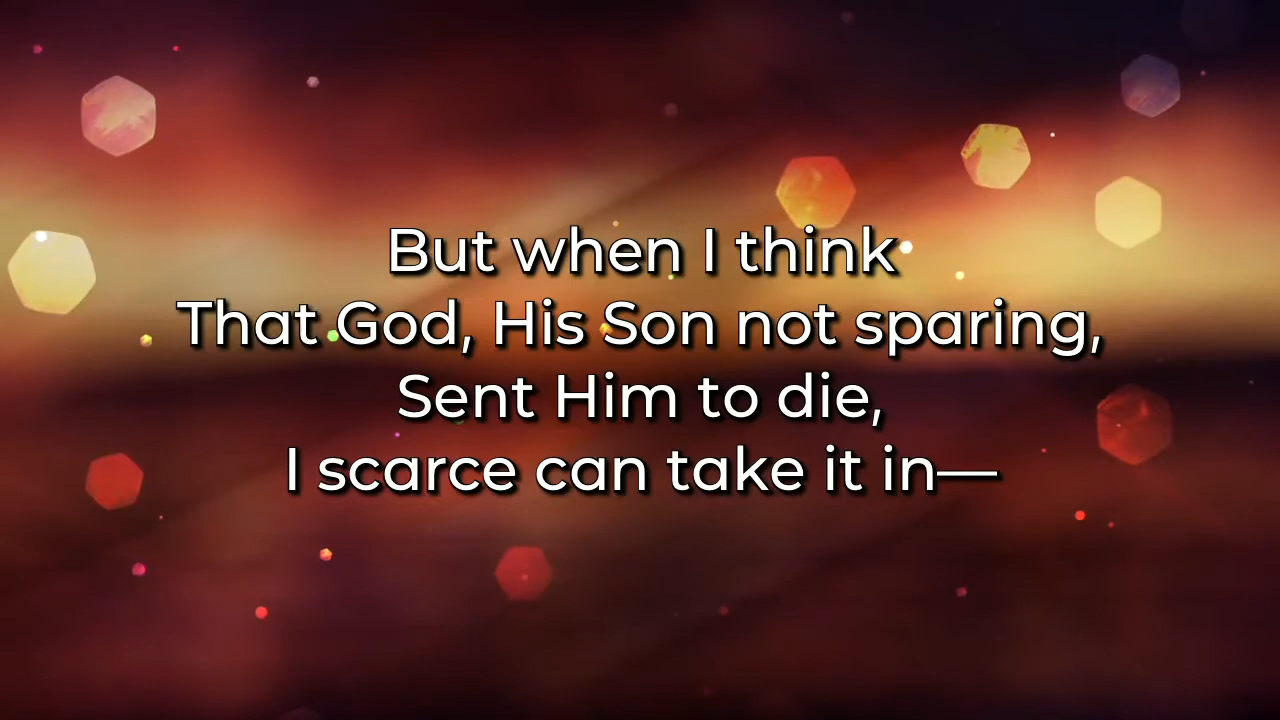 But when I think
That God, His Son not sparing,
Sent Him to die,
I scarce can take it in—